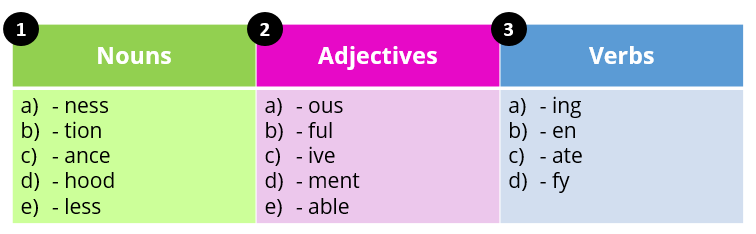 1 Nouns
2 Adjectives
3 Verbs
a) - ness
b) - tion
c) - ance
d) - hood
e) - less
a) - ous
b) - ful
c) - ive
d) - ment
e) - able
a) - ing
b) - en
c) - ate
d) - fy